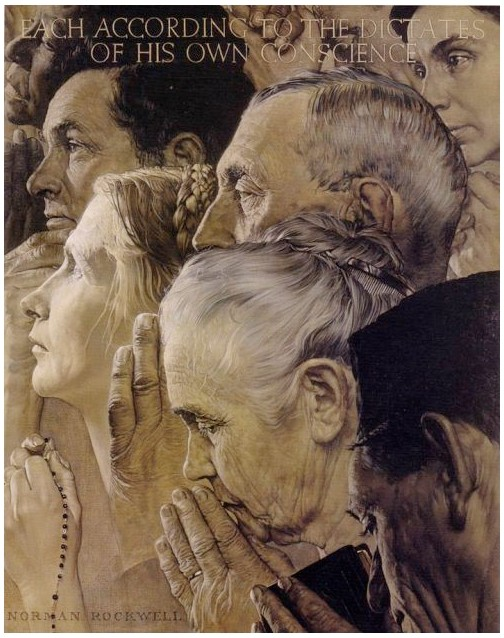 EACH ACCORDING TO THE DICTATES
OF HIS OWN CONSCIENCE
NORMAN ROCKWELL